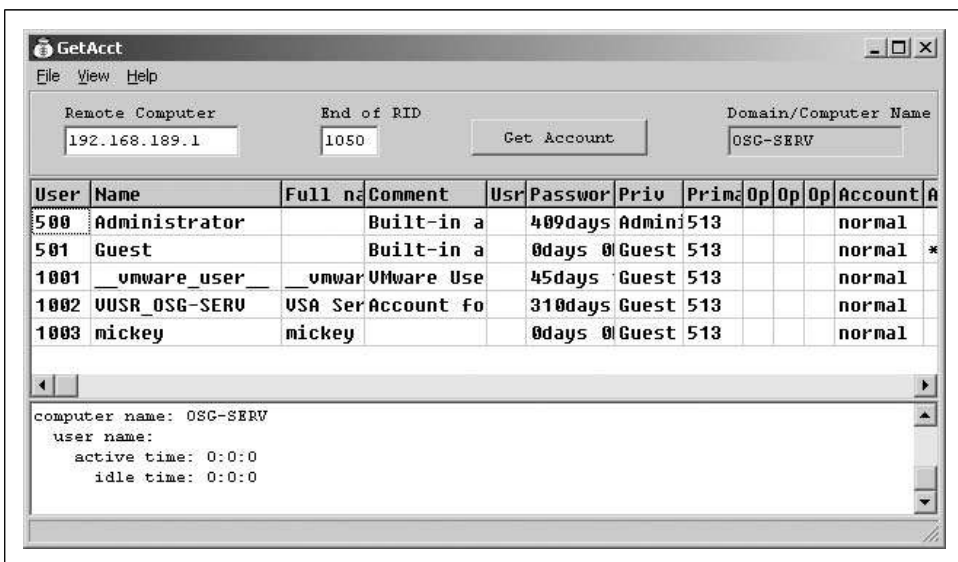 GetAcct
File View Help
Remote Computer End of RID Domain/Computer Name
192.168.189.1 1050 Get Account OSG-SERV
User Name Full na Comment Usr Passwor Priv Prima Op Op Op Account A
500 Administrator Built-in a 409days Admini 513 normal
501 Guest Built-in a 0days 0 Guest 513 normal *
1001 __vmware_user__ __vmwar VMware Use 45days Guest 513 normal
1002 VUSR_OSG-SERV VSA Ser Account fo 310days Guest 513 normal
1003 mickey mickey 0days 0 Guest 513 normal
computer name: OSG-SERV
user name:
active time: 0:0:0
idle time: 0:0:0